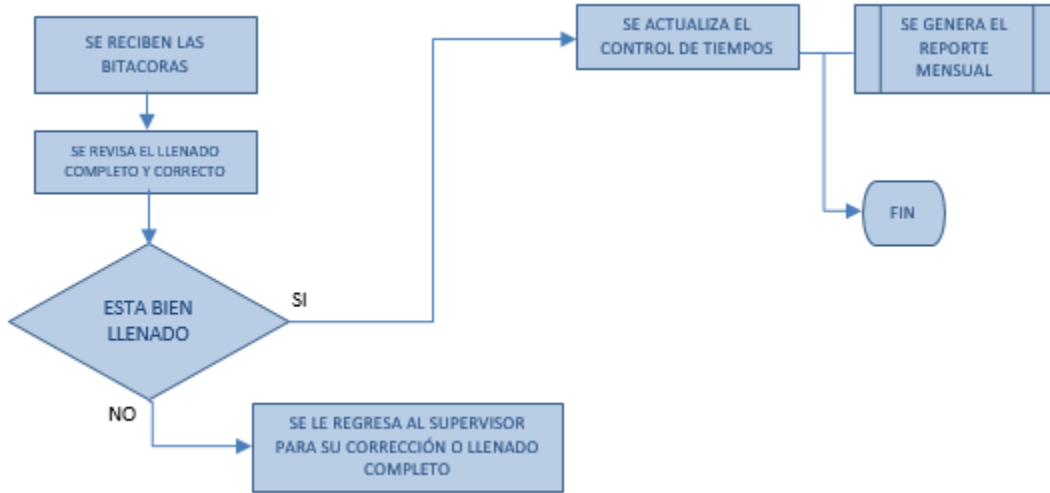 SE RECIBEN LAS
BITACORAS
SE REVISA EL LLENADO
COMPLETO Y CORRECTO
ESTA BIEN
LLENADO
SI
NO
SE LE REGRESA AL SUPERVISOR
PARA SU CORRECCIÓN O LLENADO
COMPLETO
SE ACTUALIZA EL
CONTROL DE TIEMPOS
SE GENERA EL
REPORTE
MENSUAL
FIN